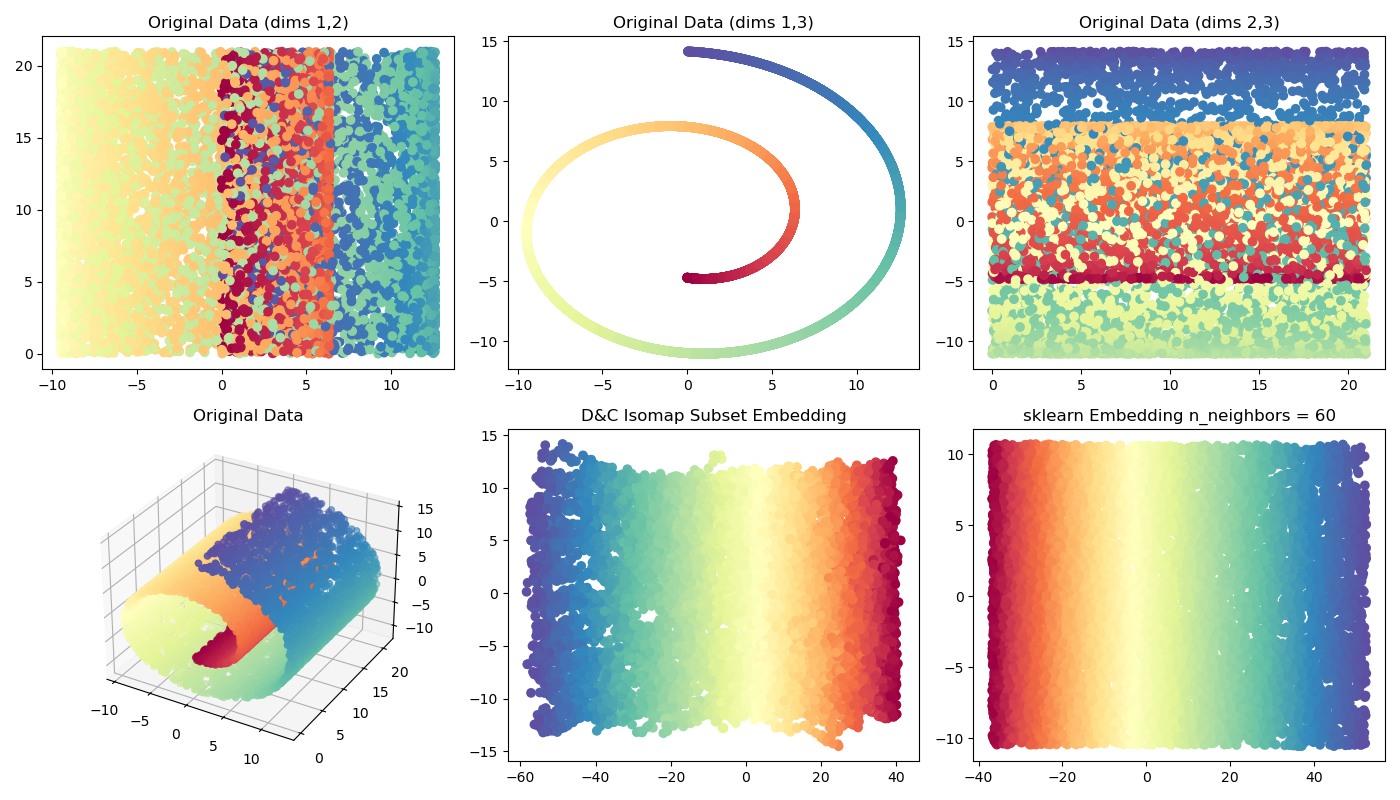 Original Data (dims 1,2)
20
15
10
5
0
−10 −5 0 5 10
Original Data (dims 1,3)
15
10
5
0
−5
−10
−10 −5 0 5 10
Original Data (dims 2,3)
15
10
5
0
−5
−10
0 5 10 15 20
Original Data
15
10
5
0
−5
−10
−10 −5 0 5 10
0 5 10 15 20
D&C Isomap Subset Embedding
15
10
5
0
−5
−10
−15
−60 −40 −20 0 20 40
sklearn Embedding n_neighbors = 60
10
5
0
−5
−10
−40 −20 0 20 40